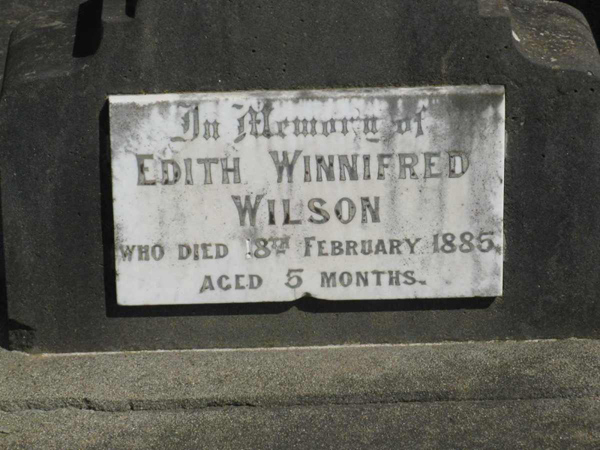 In Memory of
EDITH WINNIFRED
WILSON
WHO DIED 18TH FEBRUARY 1885.
AGED 5 MONTHS.